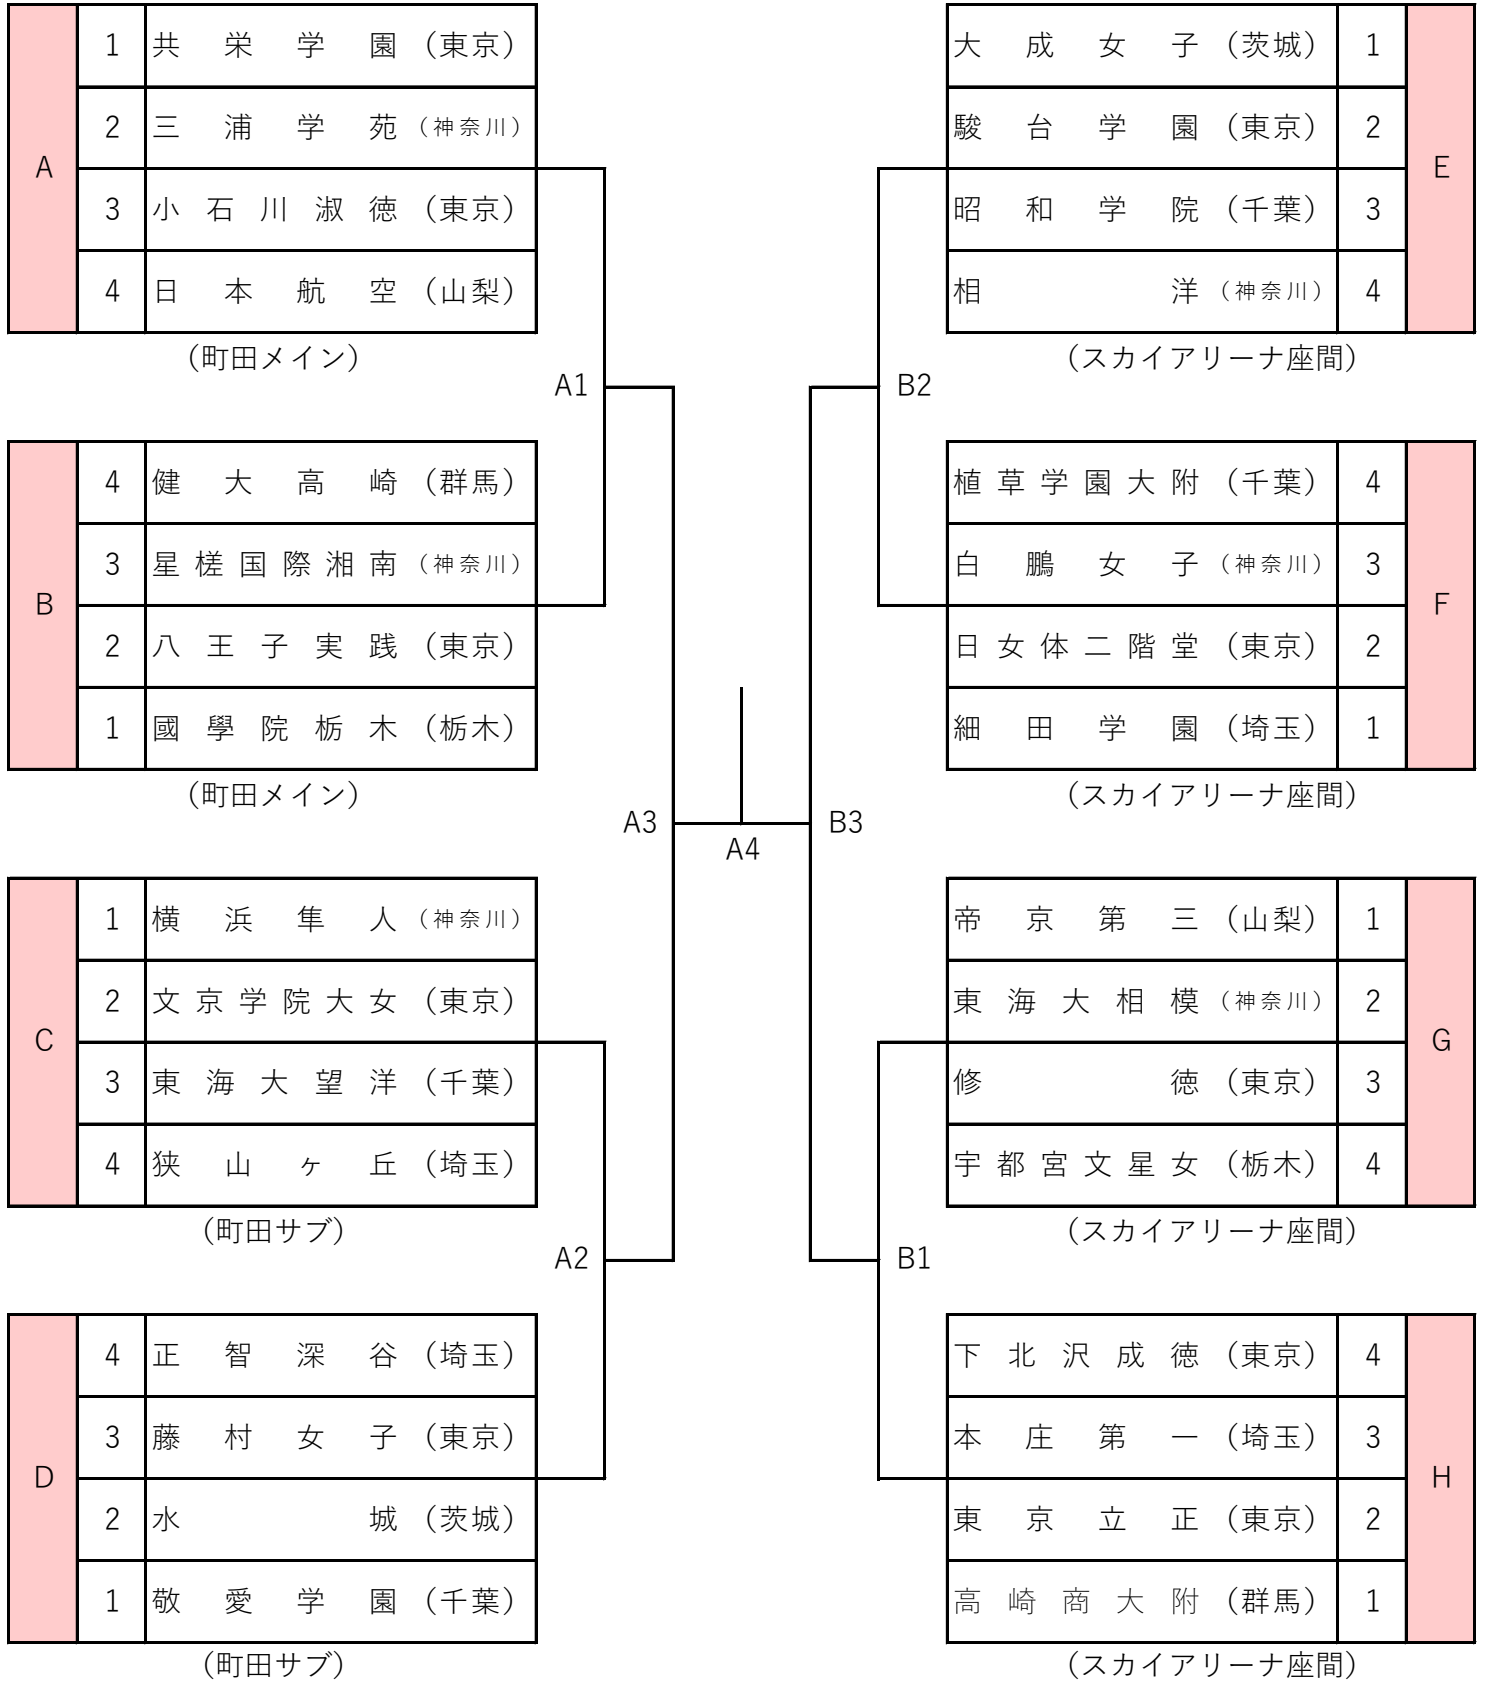 A
1 共栄学園（東京）
2 三浦学苑（神奈川）
3 小石川淑徳（東京）
4 日本航空（山梨）
（町田メイン）
A1
B
4 健大高崎（群馬）
3 星槎国際湘南（神奈川）
2 八王子実践（東京）
1 國學院栃木（栃木）
（町田メイン）
A3
C
1 横浜隼人（神奈川）
2 文京学院大女（東京）
3 東海大望洋（千葉）
4 狭山ヶ丘（埼玉）
（町田サブ）
A2
D
4 正智深谷（埼玉）
3 藤村女子（東京）
2 水城（茨城）
1 敬愛学園（千葉）
（町田サブ）
A4
大成女子（茨城） 1
駿台学園（東京） 2
昭和学院（千葉） 3
相洋（神奈川） 4
E
（スカイアリーナ座間）
B2
植草学園大附（千葉） 4
白鵬女子（神奈川） 3
日女体二階堂（東京） 2
細田学園（埼玉） 1
F
（スカイアリーナ座間）
B3
帝京第三（山梨） 1
東海大相模（神奈川） 2
修徳（東京） 3
宇都宮文星女（栃木） 4
G
（スカイアリーナ座間）
B1
下北沢成徳（東京） 4
本庄第一（埼玉） 3
東京立正（東京） 2
高崎商大附（群馬） 1
H
（スカイアリーナ座間）